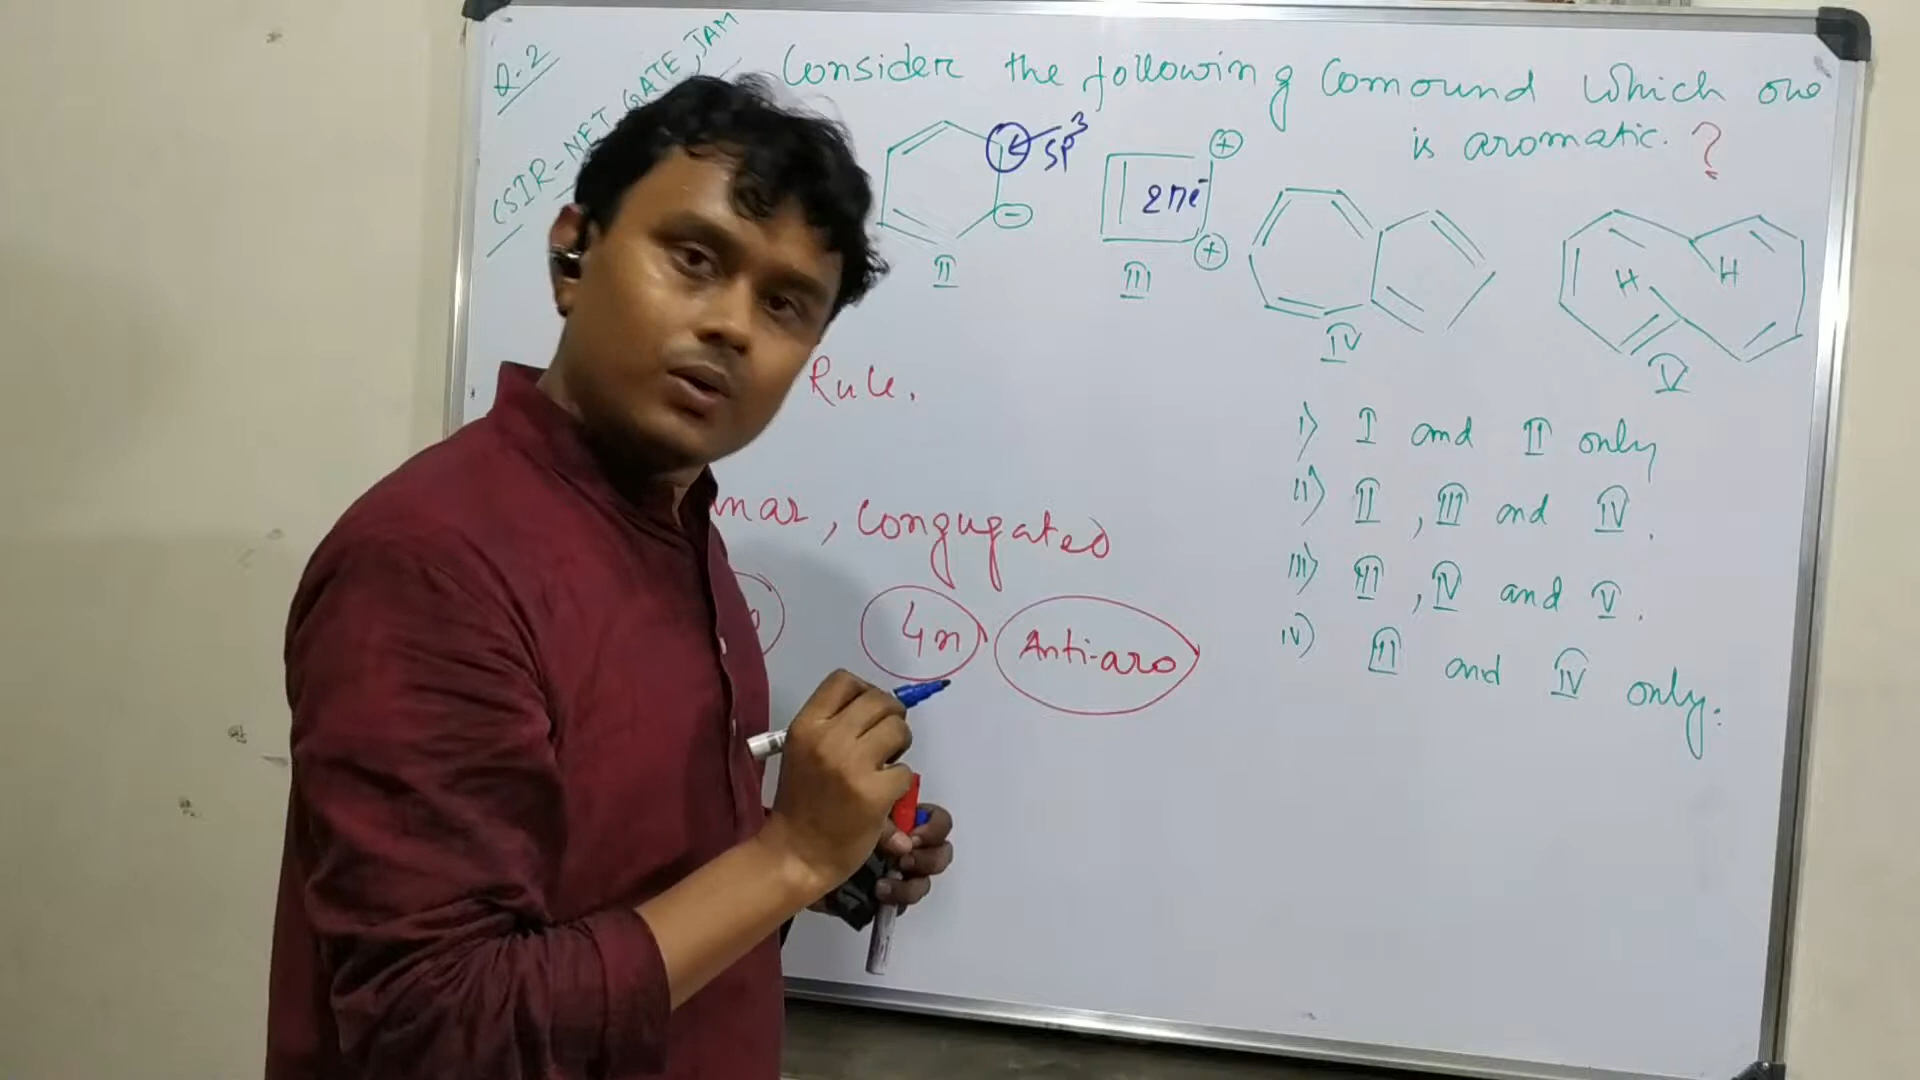 Q.2
CSIR-NET, GATE, JAM
Consider the following Comound which one
is aromatic. ?
sp3
II
2πe-
III
IV
H H
V
Rule.
nar, Conjugated
4n Anti-aro
i) I and II only
ii) II, III and IV.
iii) III, IV and V.
iv) III and IV only.